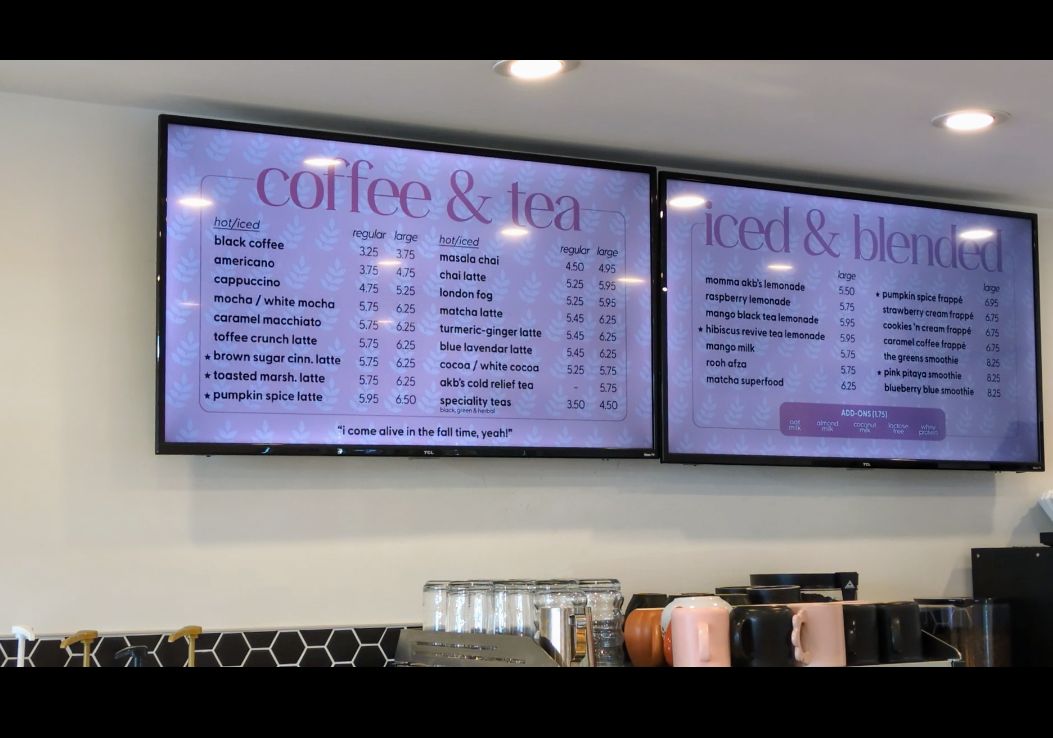 coffee & tea
hot/iced regular large
black coffee 3.25 3.75
americano 3.75 4.75
cappuccino 4.75 5.25
mocha / white mocha 5.75 6.25
caramel macchiato 5.75 6.25
toffee crunch latte 5.75 6.25
★ brown sugar cinn. latte 5.75 6.25
★ toasted marsh. latte 5.75 6.25
★ pumpkin spice latte 5.95 6.50
hot/iced regular large
masala chai 4.50 4.95
chai latte 5.25 5.95
london fog 5.25 5.95
matcha latte 5.45 6.25
turmeric-ginger latte 5.45 6.25
blue lavendar latte 5.45 6.25
cocoa / white cocoa 5.25 5.75
akb's cold relief tea - 5.75
speciality teas 3.50 4.50
black, green & herbal
"i come alive in the fall time, yeah!"
TCL
iced & blended
large
momma akb's lemonade 5.50
raspberry lemonade 5.75
mango black tea lemonade 5.95
★ hibiscus revive tea lemonade 5.95
mango milk 5.75
rooh afza 5.75
matcha superfood 6.25
large
★ pumpkin spice frappé 6.95
strawberry cream frappé 6.75
cookies 'n cream frappé 6.75
caramel coffee frappé 6.75
the greens smoothie 8.25
★ pink pitaya smoothie 8.25
blueberry blue smoothie 8.25
ADD-ONS (1.75)
oat milk almond milk coconut milk lactose free whey protein
TCL